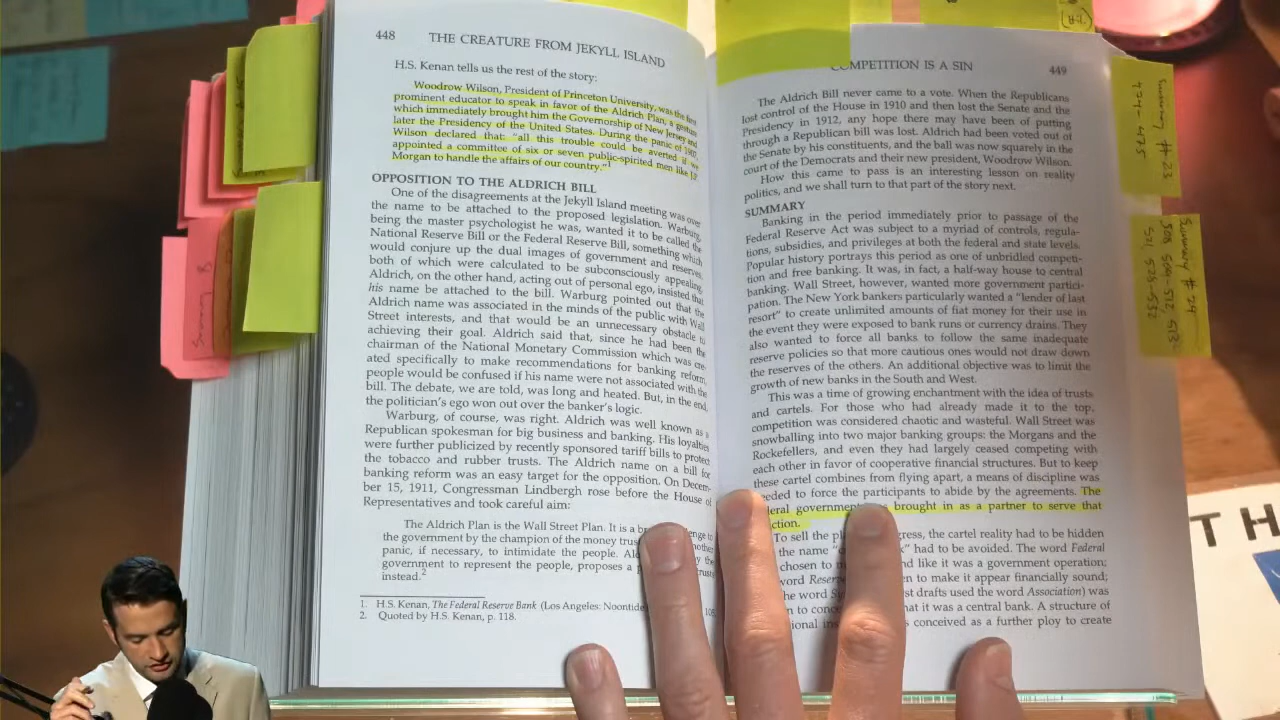 448 THE CREATURE FROM JEKYLL ISLAND
H.S. Kenan tells us the rest of the story:
Woodrow Wilson, President of Princeton University, was the first
prominent educator to speak in favor of the Aldrich Plan, a gesture
which immediately brought him the Governorship of New Jersey and
later the Presidency of the United States. During the panic of 1907,
Wilson declared that: "all this trouble could be averted if we
appointed a committee of six or seven public-spirited men like J.P.
Morgan to handle the affairs of our country."1
OPPOSITION TO THE ALDRICH BILL
One of the disagreements at the Jekyll Island meeting was over
the name to be attached to the proposed legislation. Warburg,
being the master psychologist he was, wanted it to be called the
National Reserve Bill or the Federal Reserve Bill, something which
would conjure up the dual images of government and reserves,
both of which were calculated to be subconsciously appealing.
Aldrich, on the other hand, acting out of personal ego, insisted that
his name be attached to the bill. Warburg pointed out that the
Aldrich name was associated in the minds of the public with Wall
Street interests, and that would be an unnecessary obstacle to
achieving their goal. Aldrich said that, since he had been the
chairman of the National Monetary Commission which was cre-
ated specifically to make recommendations for banking reform,
people would be confused if his name were not associated with the
bill. The debate, we are told, was long and heated. But, in the end,
the politician's ego won out over the banker's logic.
Warburg, of course, was right. Aldrich was well known as a
Republican spokesman for big business and banking. His loyalties
were further publicized by recently sponsored tariff bills to protect
the tobacco and rubber trusts. The Aldrich name on a bill for
banking reform was an easy target for the opposition. On Decem-
ber 15, 1911, Congressman Lindbergh rose before the House of
Representatives and took careful aim:
The Aldrich Plan is the Wall Street Plan. It is a to
the government by the champion of the money
panic, if necessary, to intimidate the people. the
government to represent the people, proposes a
instead.2
1. H.S. Kenan, The Federal Reserve Bank (Los Angeles:
2. Quoted by H.S. Kenan, p. 118.
COMPETITION IS A SIN 449
The Aldrich Bill never came to a vote. When the Republicans
lost control of the House in 1910 and then lost the Senate and the
Presidency in 1912, any hope there may have been of putting
through a Republican bill was lost. Aldrich had been voted out of
the Senate by his constituents, and the ball was now squarely in the
court of the Democrats and their new president, Woodrow Wilson.
How this came to pass is an interesting lesson on reality
politics, and we shall turn to that part of the story next.
SUMMARY
Banking in the period immediately prior to passage of the
Federal Reserve Act was subject to a myriad of controls, regula-
tions, subsidies, and privileges at both the federal and state levels.
Popular history portrays this period as one of unbridled competi-
tion and free banking. It was, in fact, a half-way house to central
banking. Wall Street, however, wanted more government partici-
pation. The New York bankers particularly wanted a "lender of last
resort" to create unlimited amounts of fiat money for their use in
the event they were exposed to bank runs or currency drains. They
also wanted to force all banks to follow the same inadequate
reserve policies so that more cautious ones would not draw down
the reserves of the others. An additional objective was to limit the
growth of new banks in the South and West.
This was a time of growing enchantment with the idea of trusts
and cartels. For those who had already made it to the top,
competition was considered chaotic and wasteful. Wall Street was
snowballing into two major banking groups: the Morgans and the
Rockefellers, and even they had largely ceased competing with
each other in favor of cooperative financial structures. But to keep
these cartel combines from flying apart, a means of discipline was
needed to force the participants to abide by the agreements. The
federal government brought in as a partner to serve that
To sell the the cartel reality had to be hidden
the name had to be avoided. The word Federal
chosen to like it was a government operation;
word to make it appear financially sound;
the word drafts used the word Association) was
to that it was a central bank. A structure of
conceived as a further ploy to create
Summary # 23
424-475
Summary # 24
508 509-512, 513-
521, 528-532
T H